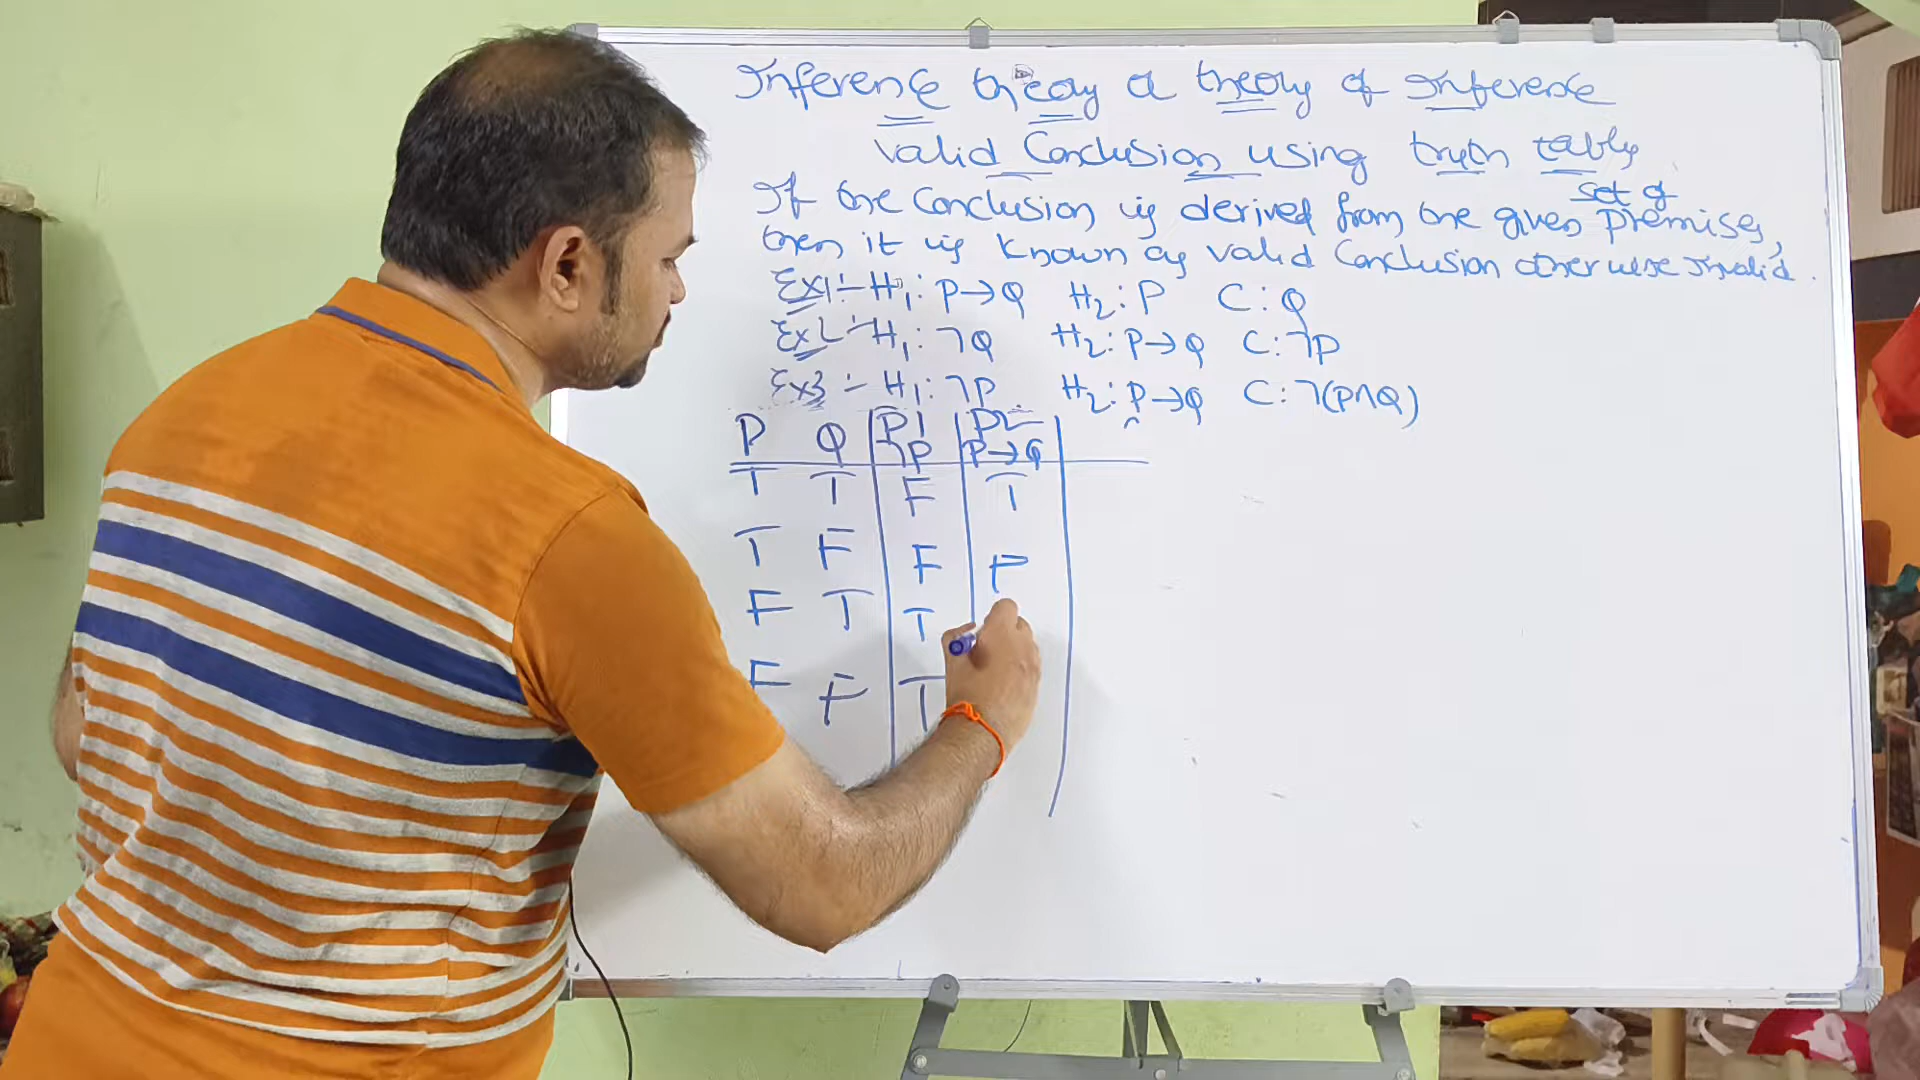 Inference theory or theory of Inference
valid Conclusion using truth table
set of
If the Conclusion is derived from the given premises,
then it is known as valid Conclusion otherwise Invalid.
Ex1:- H1: P→Q H2: P C: Q
Ex2:- H1: ¬Q H2: P→Q C: ¬P
Ex3:- H1: ¬P H2: P→Q C: ¬(P∧Q)
P Q P1 P2
¬P P→Q
T T F T
T F F F
F T T
F F T